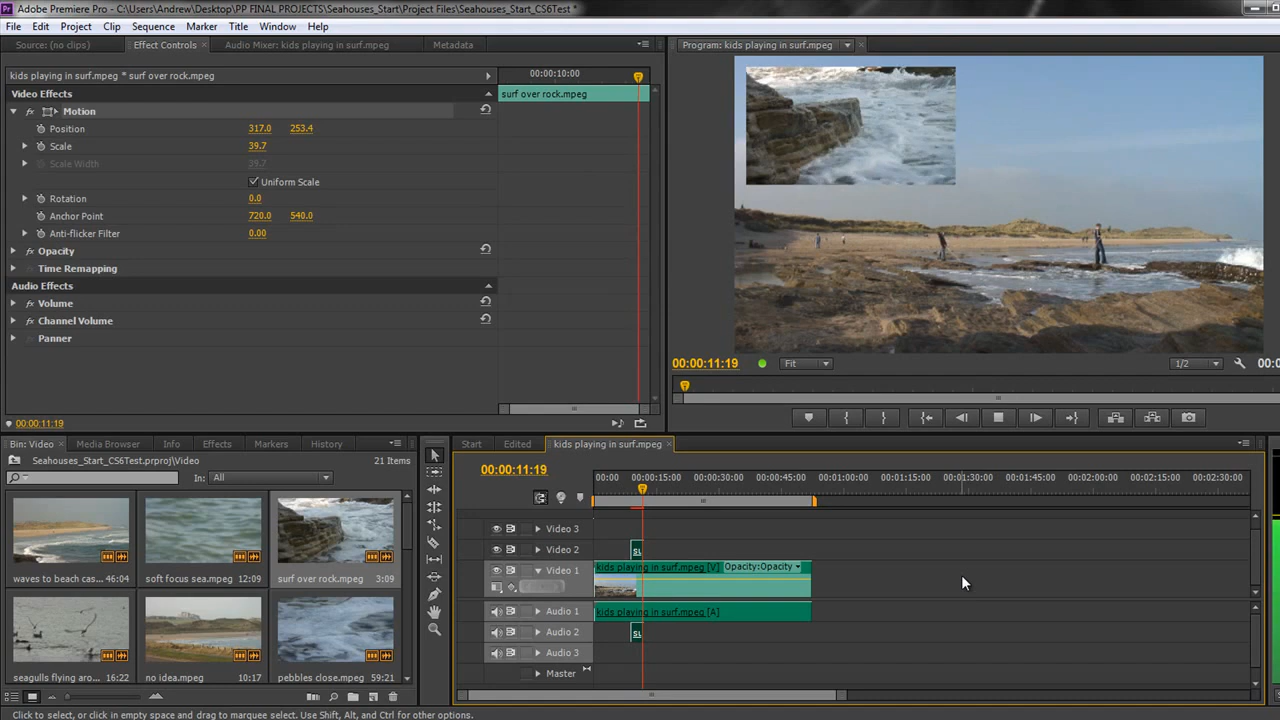 Adobe Premiere Pro - C:\Users\Andrew\Desktop\PP FINAL PROJECTS\Seahouses_Start\Project Files\Seahouses_Start_CS6Test *
File Edit Project Clip Sequence Marker Title Window Help
Source: (no clips) Effect Controls Audio Mixer: kids playing in surf.mpeg Metadata
Program: kids playing in surf.mpeg
kids playing in surf.mpeg * surf over rock.mpeg
00:00:10:00
Video Effects
surf over rock.mpeg
Motion
Position 317.0 253.4
Scale 39.7
Scale Width 39.7
Uniform Scale
Rotation 0.0
Anchor Point 720.0 540.0
Anti-flicker Filter 0.00
Opacity
Time Remapping
Audio Effects
Volume
Channel Volume
Panner
00:00:11:19
00:00:11:19 Fit 1/2 00:0
Bin: Video Media Browser Info Effects Markers History
Seahouses_Start_CS6Test.prproj\Video 21 Items
In: All
waves to beach cas... 46:04
soft focus sea.mpeg 12:09
surf over rock.mpeg 3:09
seagulls flying aro... 16:22
no idea.mpeg 10:17
pebbles close.mpeg 59:21
Start Edited kids playing in surf.mpeg
00:00:11:19
00:00 00:00:15:00 00:00:30:00 00:00:45:00 00:01:00:00 00:01:15:00 00:01:30:00 00:01:45:00 00:02:00:00 00:02:15:00 00:02:30:00
Video 3
Video 2 su
Video 1 kids playing in surf.mpeg [V] Opacity:Opacity
Audio 1 kids playing in surf.mpeg [A]
Audio 2 su
Audio 3
Master
Click to select, or click in empty space and drag to marquee select. Use Shift, Alt, and Ctrl for other options.